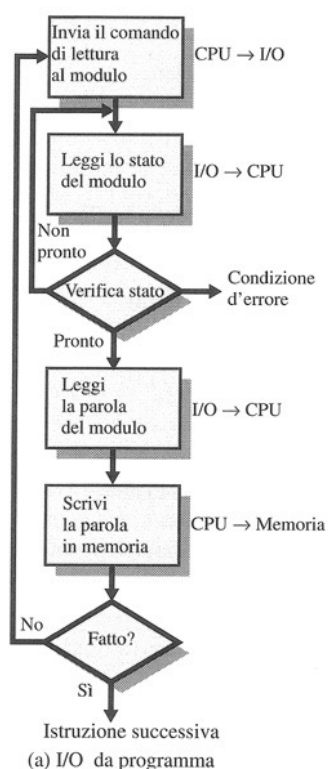 Invia il comando
di lettura
al modulo
CPU → I/O
Leggi lo stato
del modulo
I/O → CPU
Non
pronto
Verifica stato
Condizione
d'errore
Pronto
Leggi
la parola
del modulo
I/O → CPU
Scrivi
la parola
in memoria
CPU → Memoria
No
Fatto?
Sì
Istruzione successiva
(a) I/O da programma